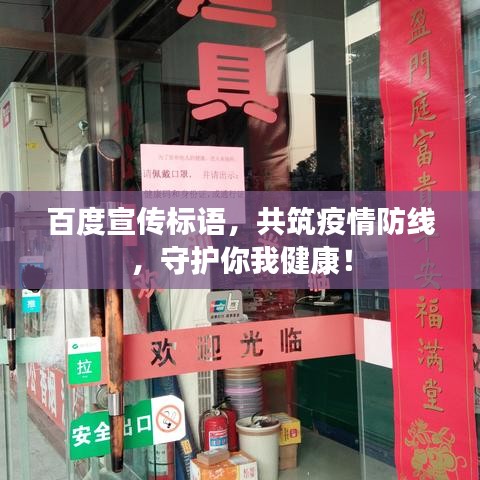 具
盈門庭富貴
安福滿堂
为了您和他人的健康，进入本场所，
请佩戴口罩，并请出示：
百度宣传标语，共筑疫情防线
，守护你我健康！
推
欢迎光临
拉
安全出口